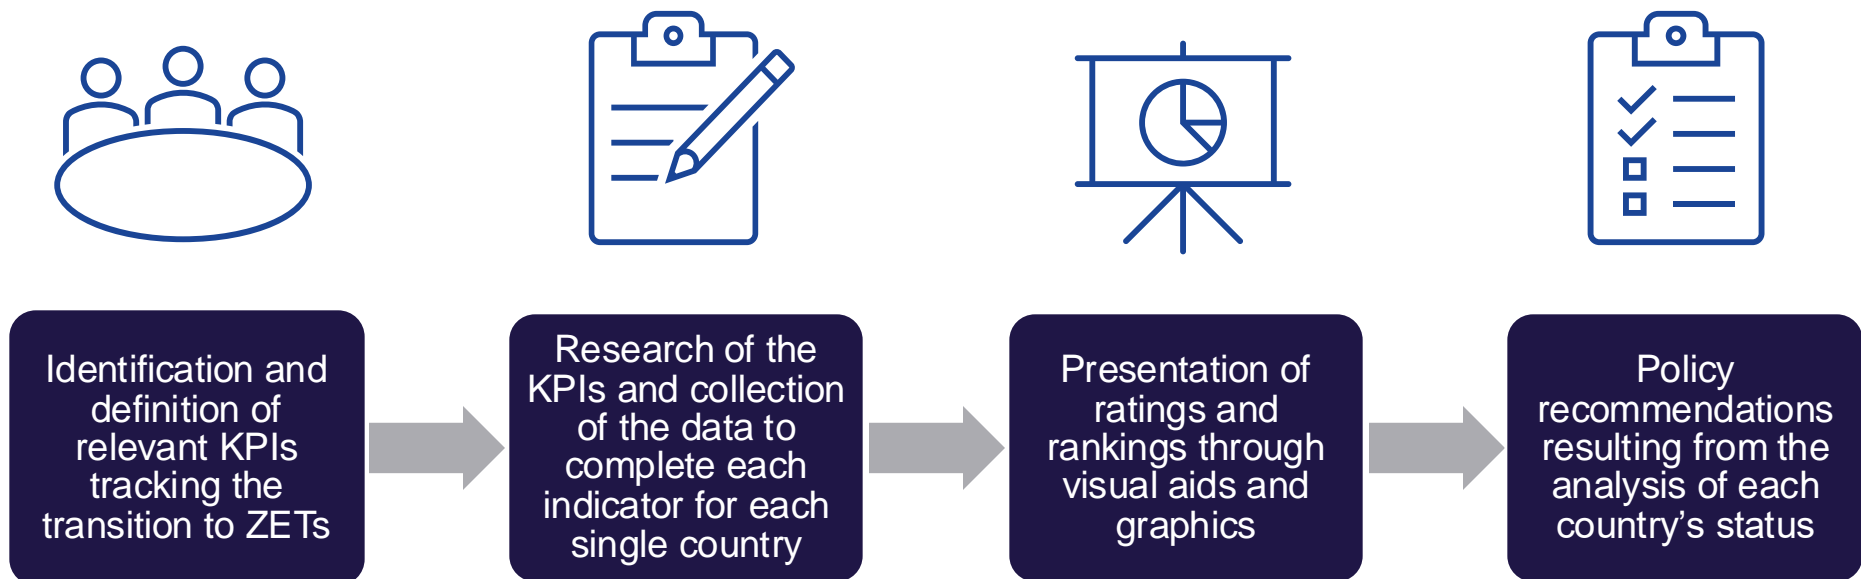 Identification and
definition of
relevant KPIs
tracking the
transition to ZETs
Research of the
KPIs and collection
of the data to
complete each
indicator for each
single country
Presentation of
ratings and
rankings through
visual aids and
graphics
Policy
recommendations
resulting from the
analysis of each
country’s status